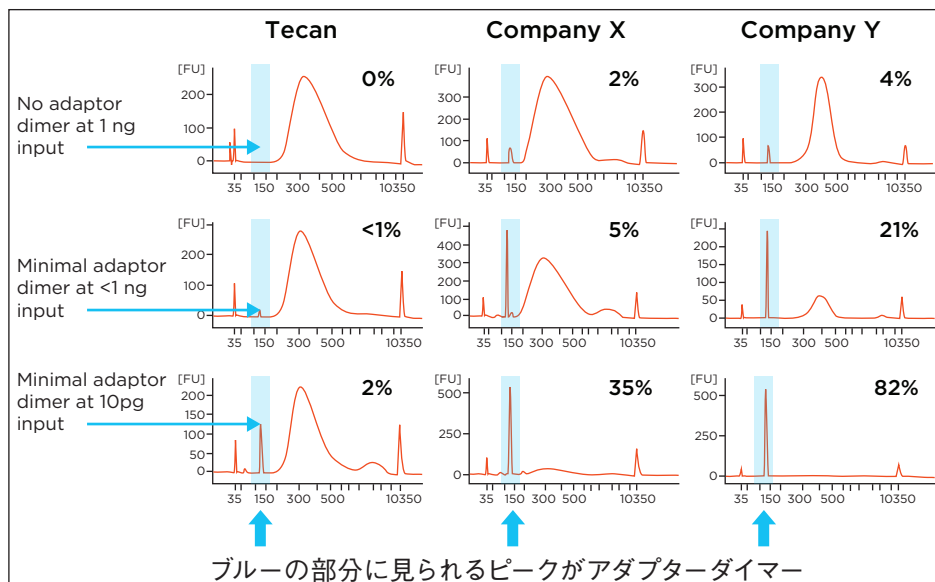 Tecan
Company X
Company Y
No adaptor
dimer at 1 ng
input
[FU]
0%
200
100
0
35 150 300 500 10350
[FU]
2%
300
200
100
0
35 150 300 500 10350
[FU]
4%
300
200
100
0
35 150 300 500 10350
Minimal adaptor
dimer at <1 ng
input
[FU]
<1%
200
100
0
35 150 300 500 10350
[FU]
5%
400
300
200
100
0
35 150 300 500 10350
[FU]
21%
200
150
100
50
0
35 150 300 500 10350
Minimal adaptor
dimer at 10pg
input
[FU]
2%
200
150
100
50
0
35 150 300 500 10350
[FU]
35%
500
250
0
35 150 300 500 10350
[FU]
82%
500
250
0
35 150 300 500 10350
ブルーの部分に見られるピークがアダプターダイマー